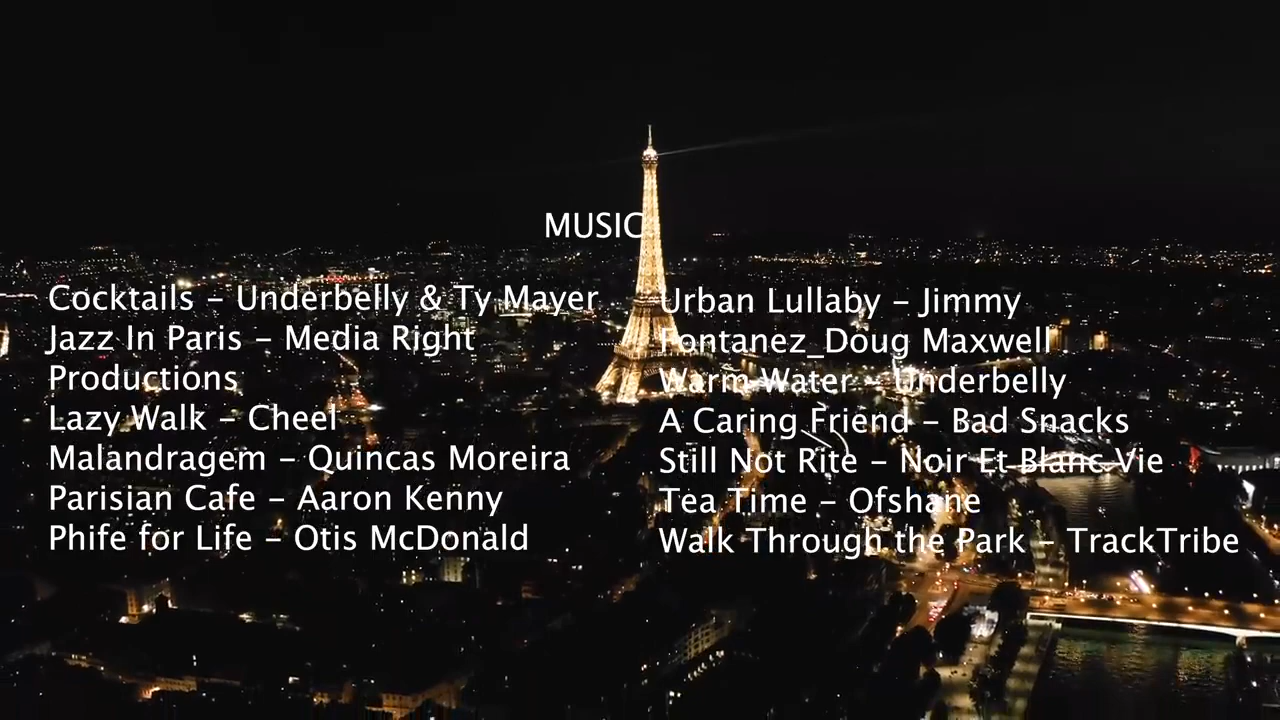 MUSIC
Cocktails – Underbelly & Ty Mayer
Jazz In Paris – Media Right
Productions
Lazy Walk – Cheel
Malandragem – Quincas Moreira
Parisian Cafe – Aaron Kenny
Phife for Life – Otis McDonald
Urban Lullaby – Jimmy
Fontanez_Doug Maxwell
Warm Water – Underbelly
A Caring Friend – Bad Snacks
Still Not Rite – Noir Et Blanc Vie
Tea Time – Ofshane
Walk Through the Park – TrackTribe